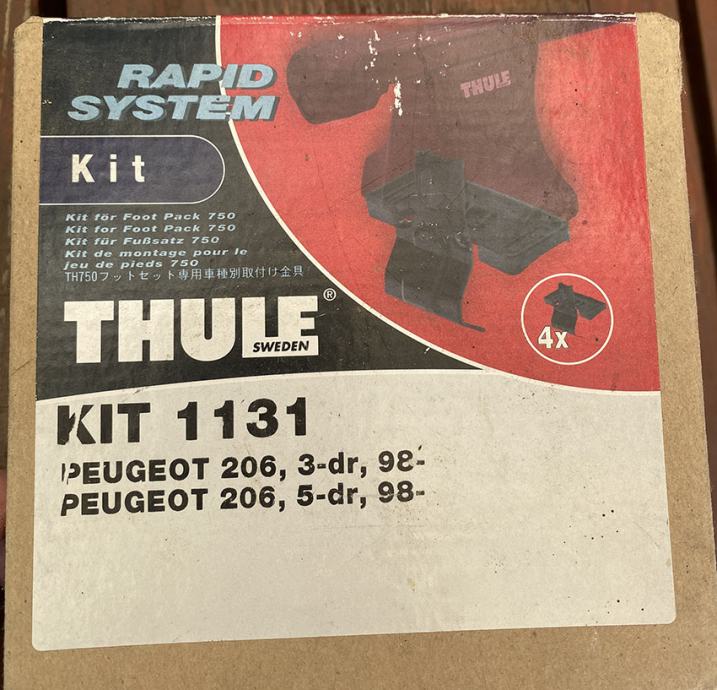 RAPID
SYSTEM
THULE
Kit
Kit för Foot Pack 750
Kit for Foot Pack 750
Kit für Fußsatz 750
Kit de montage pour le
jeu de pieds 750
TH750フットセット専用車種別取付け金具
THULE®
SWEDEN
4x
KIT 1131
PEUGEOT 206, 3-dr, 98-
PEUGEOT 206, 5-dr, 98-